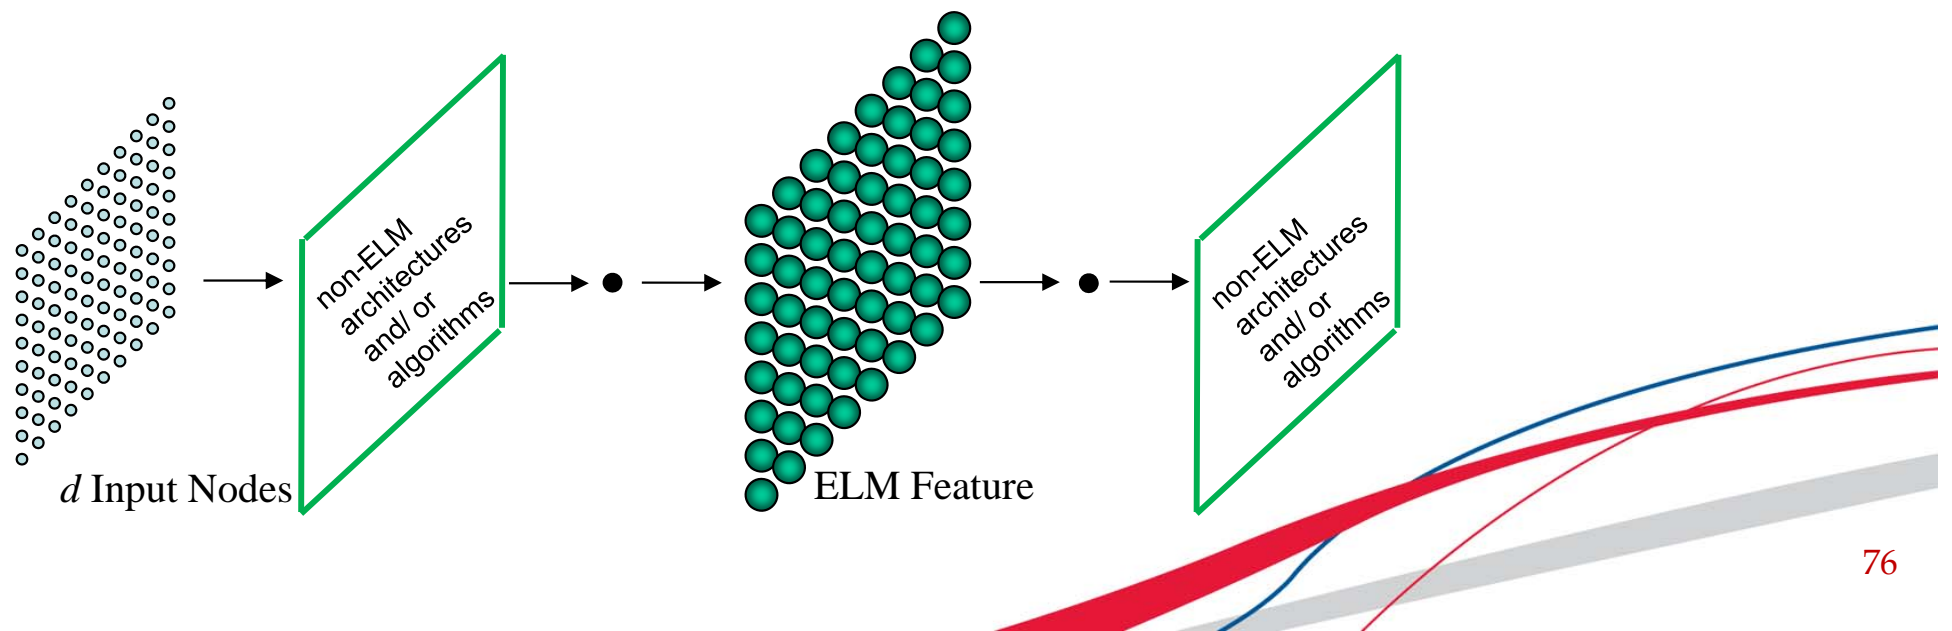 non-ELM
architectures
and/ or
algorithms
non-ELM
architectures
and/ or
algorithms
d Input Nodes
ELM Feature
76